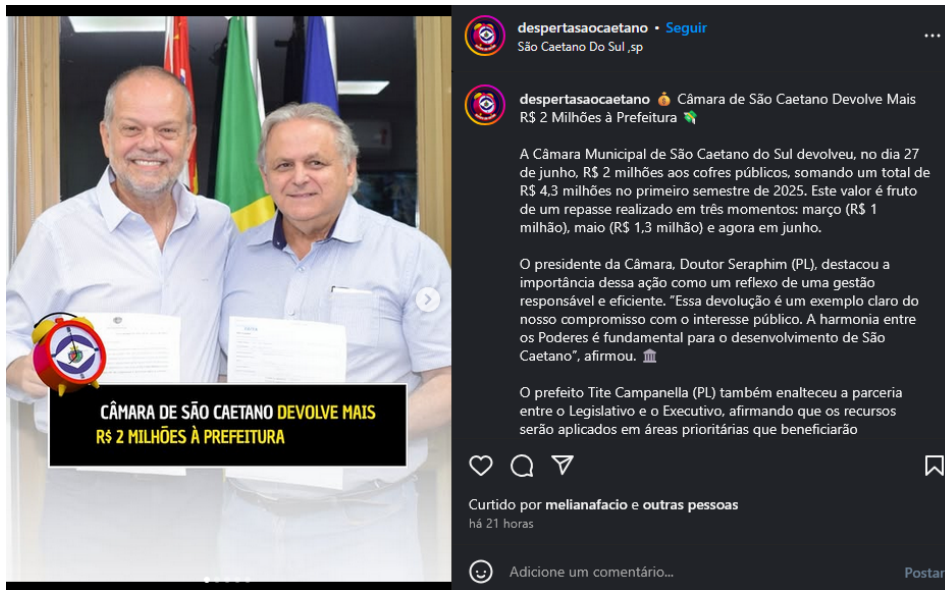 CÂMARA DE SÃO CAETANO DEVOLVE MAIS
R$ 2 MILHÕES À PREFEITURA
despertasaocaetano • Seguir
São Caetano Do Sul ,sp
despertasaocaetano 💰 Câmara de São Caetano Devolve Mais
R$ 2 Milhões à Prefeitura 💸
A Câmara Municipal de São Caetano do Sul devolveu, no dia 27
de junho, R$ 2 milhões aos cofres públicos, somando um total de
R$ 4,3 milhões no primeiro semestre de 2025. Este valor é fruto
de um repasse realizado em três momentos: março (R$ 1
milhão), maio (R$ 1,3 milhão) e agora em junho.
O presidente da Câmara, Doutor Seraphim (PL), destacou a
importância dessa ação como um reflexo de uma gestão
responsável e eficiente. "Essa devolução é um exemplo claro do
nosso compromisso com o interesse público. A harmonia entre
os Poderes é fundamental para o desenvolvimento de São
Caetano", afirmou. 🏛️
O prefeito Tite Campanella (PL) também enalteceu a parceria
entre o Legislativo e o Executivo, afirmando que os recursos
serão aplicados em áreas prioritárias que beneficiarão
Curtido por melianafacio e outras pessoas
há 21 horas
Adicione um comentário...
Postar